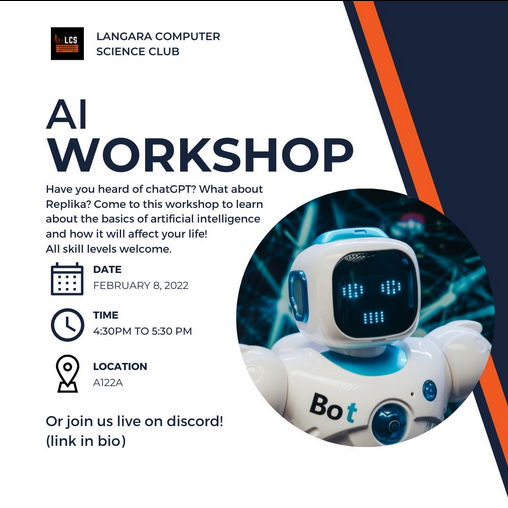 LCS
LANGARA COMPUTER
SCIENCE CLUB
AI
WORKSHOP
Have you heard of chatGPT? What about
Replika? Come to this workshop to learn
about the basics of artificial intelligence
and how it will affect your life!
All skill levels welcome.
DATE
FEBRUARY 8, 2022
TIME
4:30PM TO 5:30 PM
LOCATION
A122A
Bot
Or join us live on discord!
(link in bio)